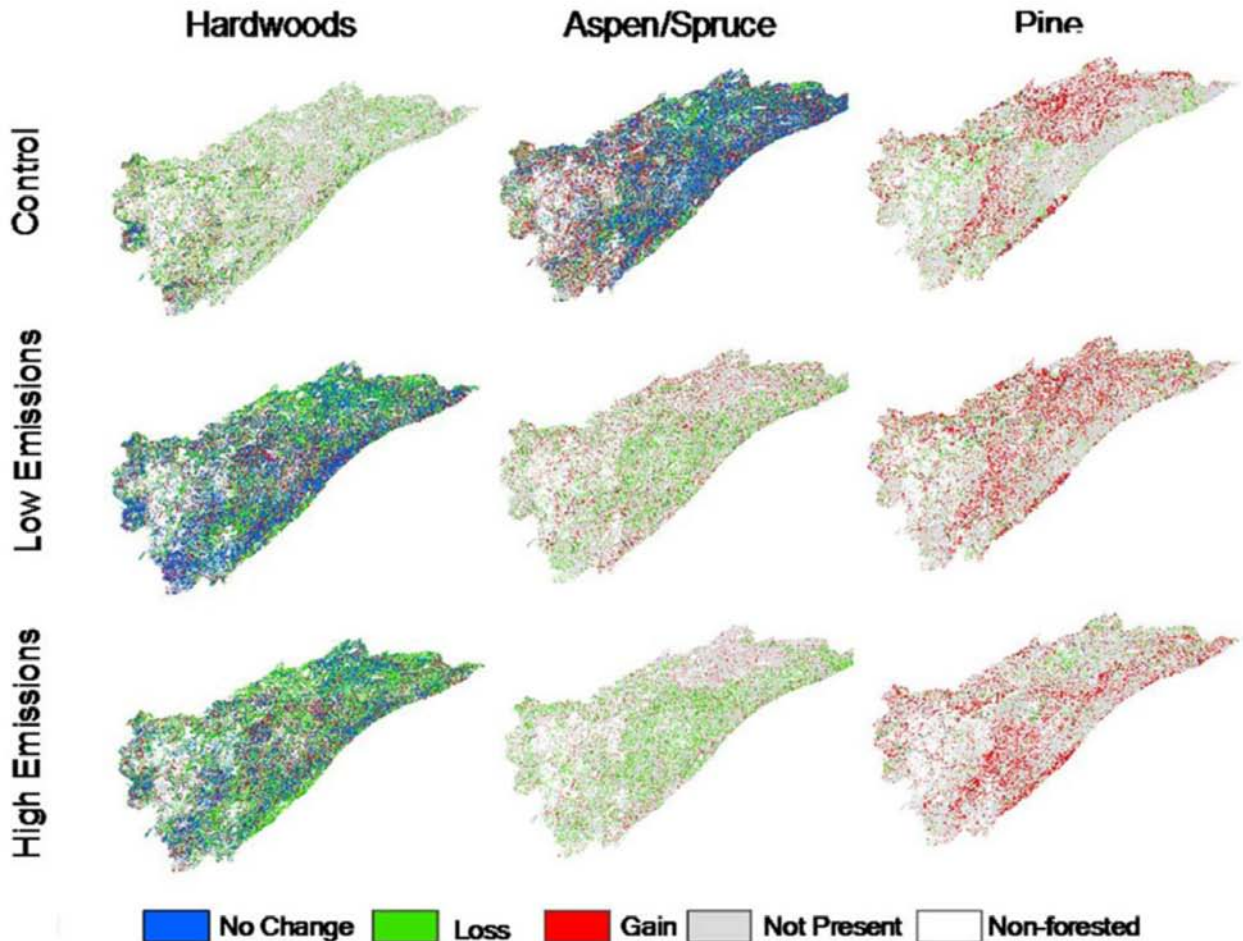 Hardwoods Aspen/Spruce Pine
Control
Low Emissions
High Emissions
No Change Loss Gain Not Present Non-forested